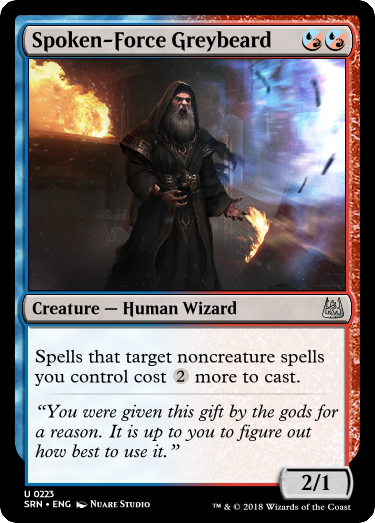 Spoken-Force Greybeard
Creature — Human Wizard
Spells that target noncreature spells
you control cost 2 more to cast.
“You were given this gift by the gods for
a reason. It is up to you to figure out
how best to use it.”
2/1
U 0223
SRN • ENG Nuare Studio
™ & © 2018 Wizards of the Coast